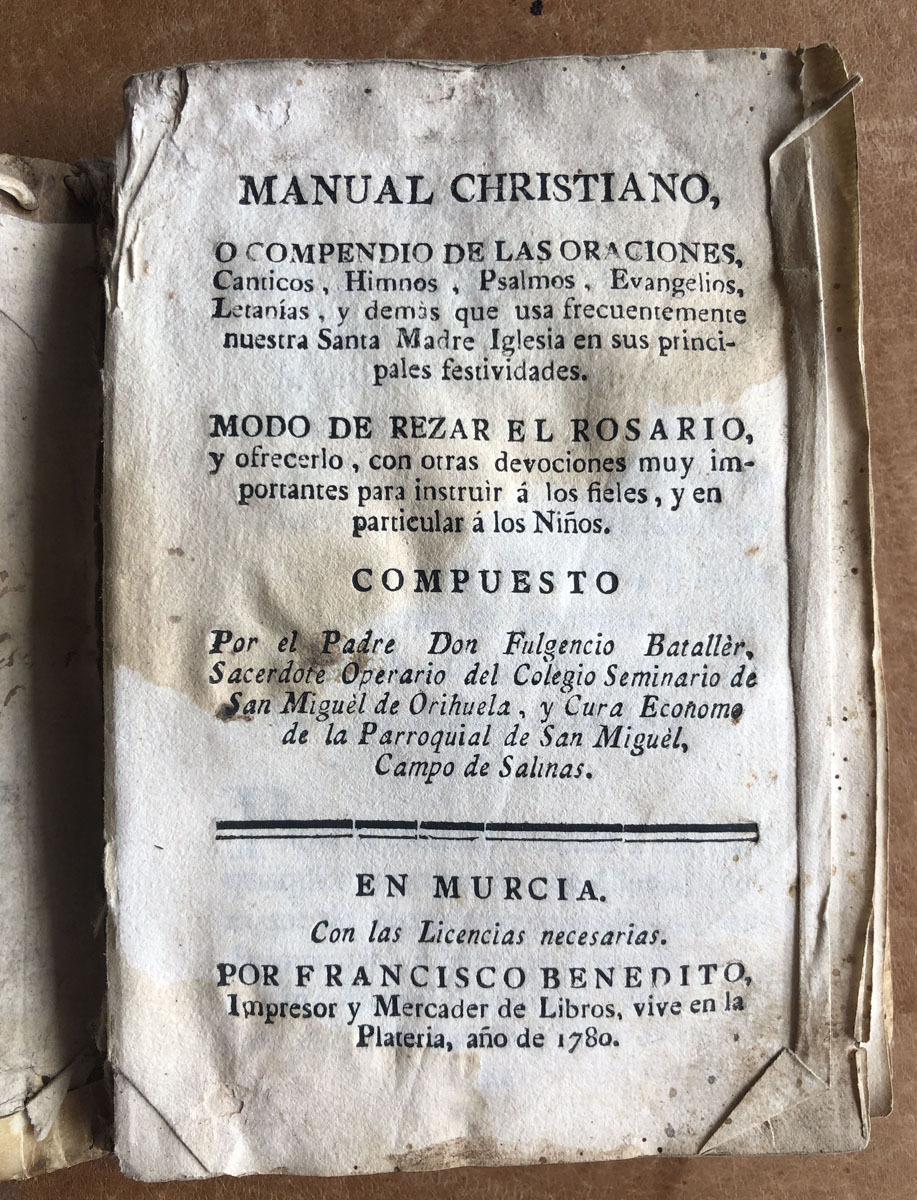 MANUAL CHRISTIANO,
O COMPENDIO DE LAS ORACIONES,
Canticos , Himnos , Psalmos , Evangelios,
Letanías , y demàs que usa frecuentemente
nuestra Santa Madre Iglesia en sus princi-
pales festividades.
MODO DE REZAR EL ROSARIO,
y ofrecerlo , con otras devociones muy im-
portantes para instruìr á los fieles , y en
particular á los Niños.
COMPUESTO
Por el Padre Don Fulgencio Batallèr,
Sacerdote Operario del Colegio Seminario de
San Miguèl de Orihuela , y Cura Economo
de la Parroquial de San Miguèl,
Campo de Salinas.
EN MURCIA.
Con las Licencias necesarias.
POR FRANCISCO BENEDITO,
Impresor y Mercader de Libros, vive en la
Plateria, año de 1780.